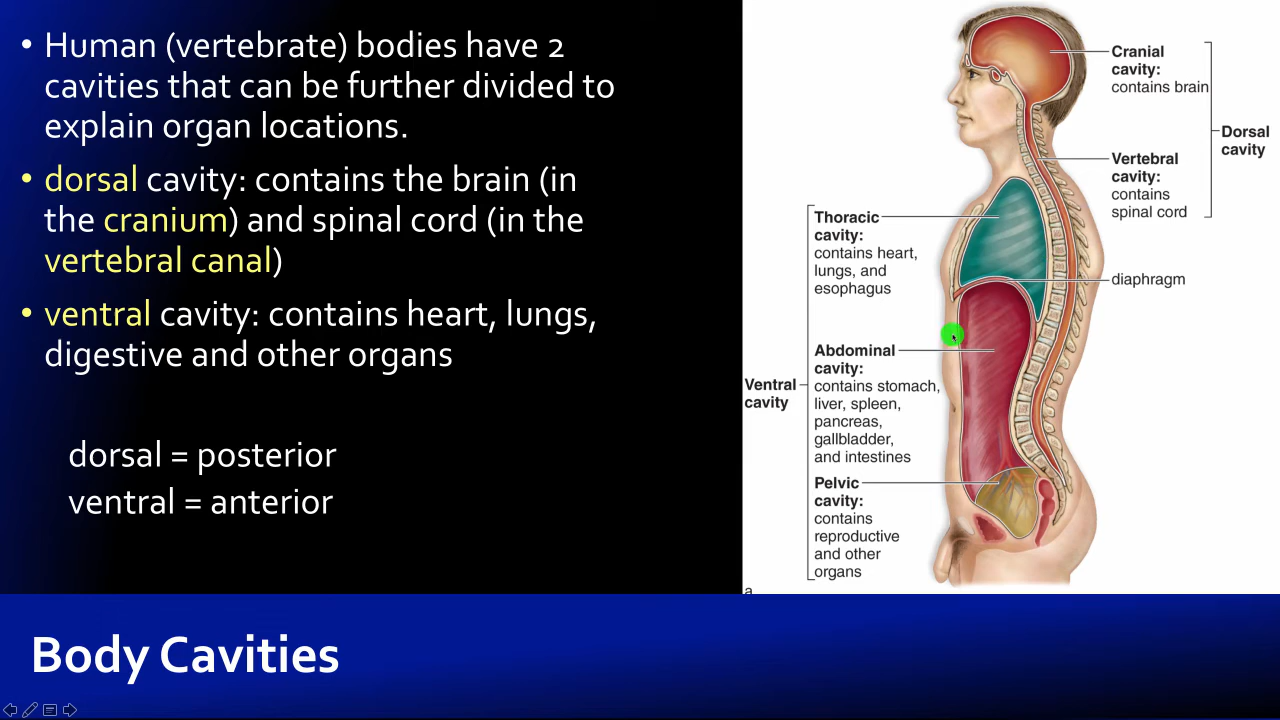 • Human (vertebrate) bodies have 2
cavities that can be further divided to
explain organ locations.
• dorsal cavity: contains the brain (in
the cranium) and spinal cord (in the
vertebral canal)
• ventral cavity: contains heart, lungs,
digestive and other organs
dorsal = posterior
ventral = anterior
Cranial
cavity:
contains brain
Dorsal
cavity
Vertebral
cavity:
contains
spinal cord
Thoracic
cavity:
contains heart,
lungs, and
esophagus
diaphragm
Ventral
cavity
Abdominal
cavity:
contains stomach,
liver, spleen,
pancreas,
gallbladder,
and intestines
Pelvic
cavity:
contains
reproductive
and other
organs
a
Body Cavities